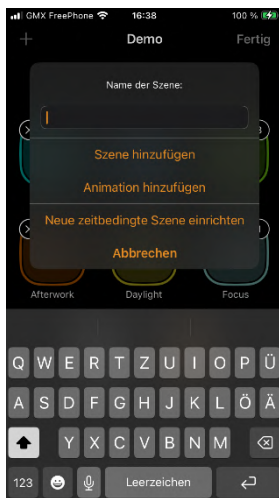 GMX FreePhone 16:38 100 %
Demo Fertig
Name der Szene:
Szene hinzufügen
Animation hinzufügen
Neue zeitbedingte Szene einrichten
Abbrechen
Afterwork Daylight Focus
Q W E R T Z U I O P Ü
A S D F G H J K L Ö Ä
Y X C V B N M
123 Leerzeichen